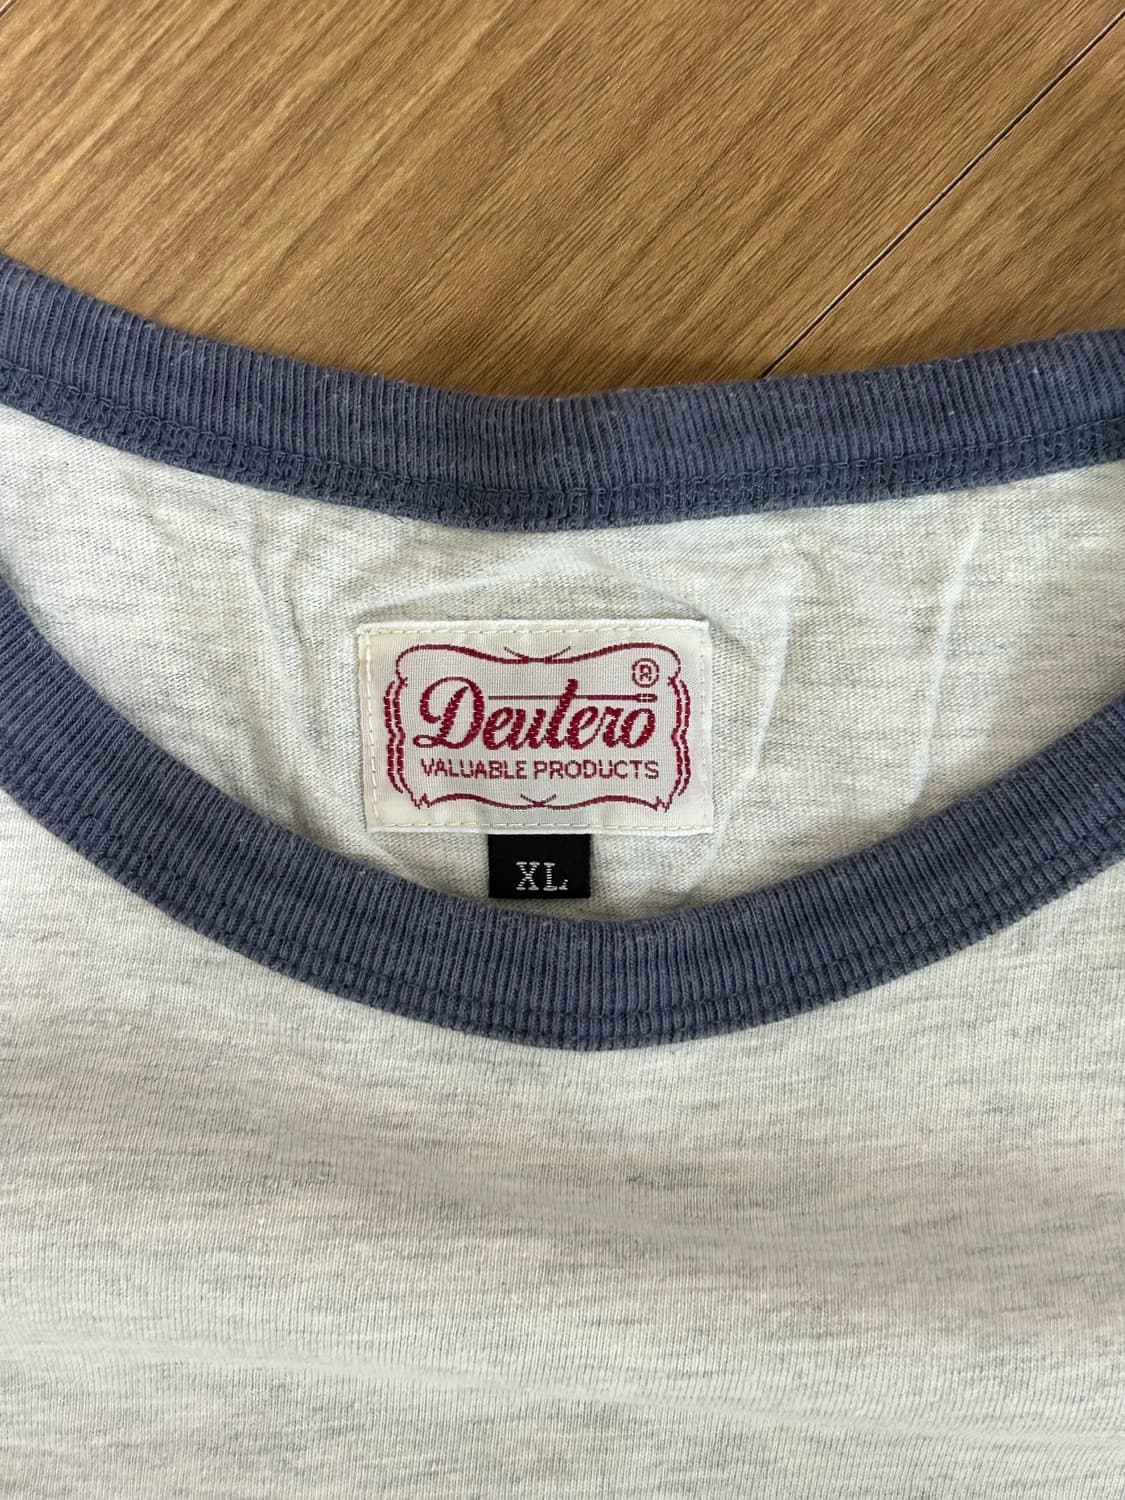 Deutero ®
VALUABLE PRODUCTS
XL